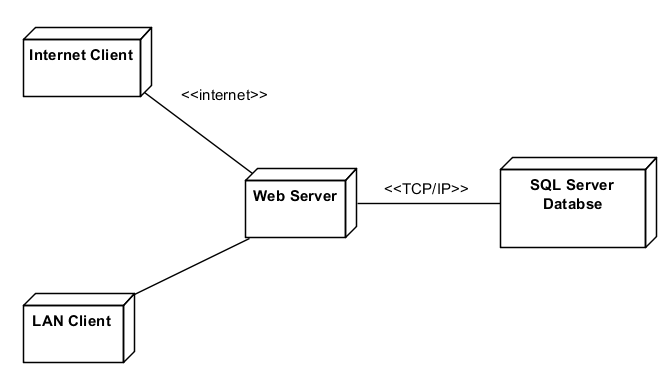 Internet Client
<<internet>>
Web Server
<<TCP/IP>>
SQL Server
Databse
LAN Client